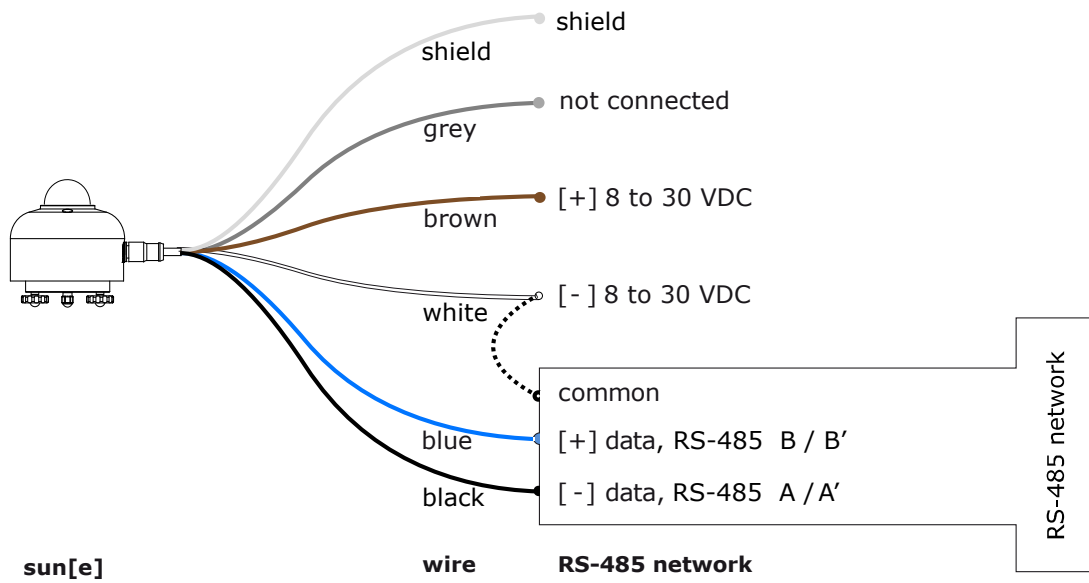 shield
shield
not connected
grey
[+] 8 to 30 VDC
brown
[-] 8 to 30 VDC
white
common
[+] data, RS-485 B / B’
blue
[-] data, RS-485 A / A’
black
RS-485 network
sun[e]
wire
RS-485 network